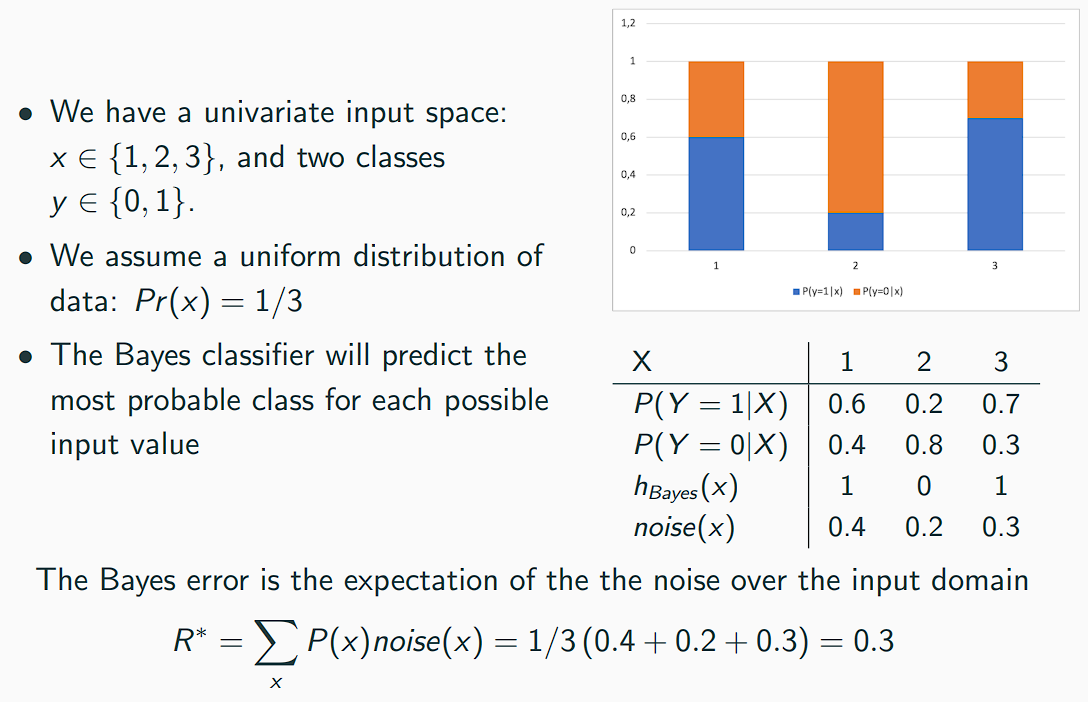 • We have a univariate input space:
x ∈ {1, 2, 3}, and two classes
y ∈ {0, 1}.
• We assume a uniform distribution of
data: Pr(x) = 1/3
• The Bayes classifier will predict the
most probable class for each possible
input value
1,2
1
0,8
0,6
0,4
0,2
0
1 2 3
P(y=1|x) P(y=0|x)
X 1 2 3
P(Y = 1|X) 0.6 0.2 0.7
P(Y = 0|X) 0.4 0.8 0.3
h_Bayes(x) 1 0 1
noise(x) 0.4 0.2 0.3
The Bayes error is the expectation of the the noise over the input domain
R* = ∑_x P(x)noise(x) = 1/3(0.4 + 0.2 + 0.3) = 0.3